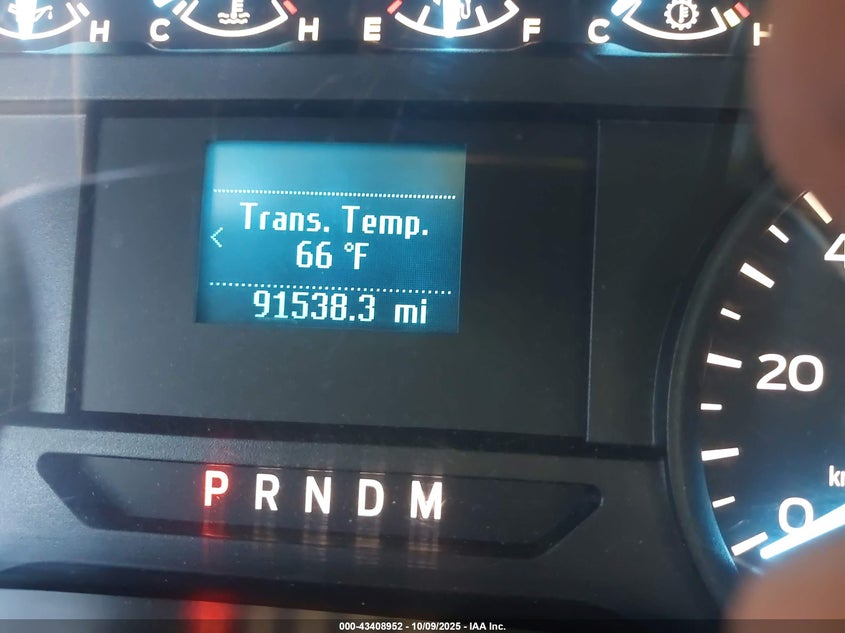 H C H E F C H
Trans. Temp.
<
66 °F
91538.3 mi
P R N D M
20
0
000-43408952 - 10/09/2025 - IAA Inc.